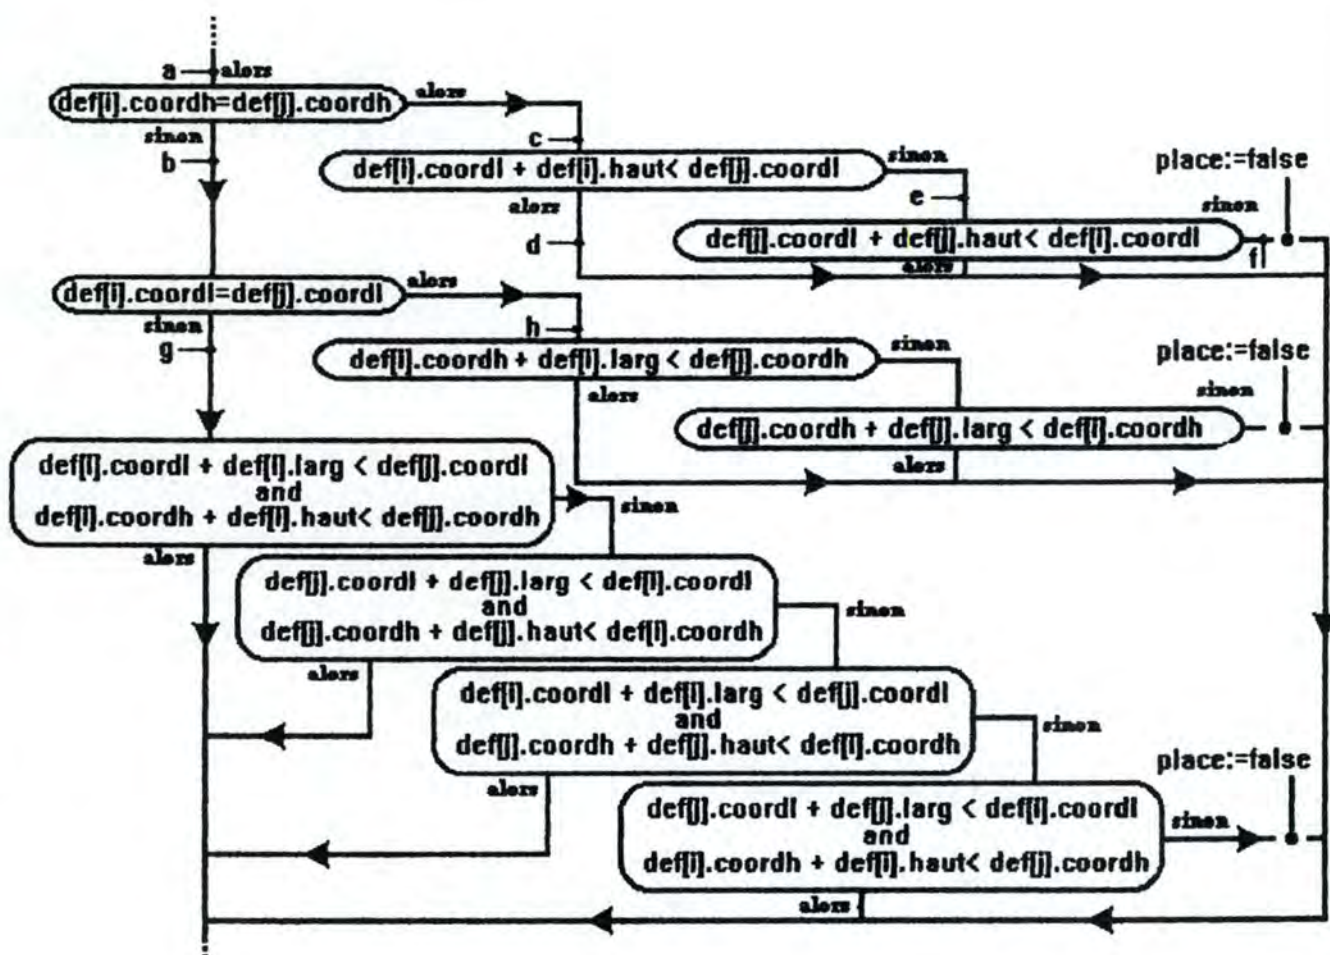 a alors
def[i].coordh=def[j].coordh alors
sinon
b
c
def[i].coordl + def[i].haut< def[j].coordl sinon
alors
d
e
place:=false
sinon
def[j].coordl + def[j].haut< def[i].coordl
f
alors
def[i].coordl=def[j].coordl alors
sinon
g
h
def[i].coordh + def[i].larg < def[j].coordh sinon
alors
place:=false
sinon
def[j].coordh + def[j].larg < def[i].coordh
alors
def[i].coordl + def[i].larg < def[j].coordl
and
def[i].coordh + def[i].haut< def[j].coordh
sinon
alors
def[j].coordl + def[j].larg < def[i].coordl
and
def[j].coordh + def[j].haut< def[i].coordh
sinon
alors
def[i].coordl + def[i].larg < def[j].coordl
and
def[j].coordh + def[j].haut< def[i].coordh
sinon
alors
place:=false
def[j].coordl + def[j].larg < def[i].coordl
and
def[i].coordh + def[i].haut< def[j].coordh
sinon
alors